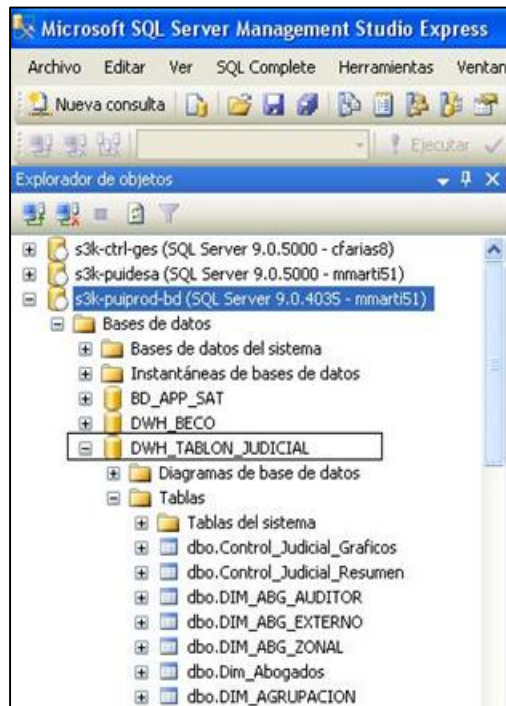 Microsoft SQL Server Management Studio Express
Archivo Editar Ver SQL Complete Herramientas Ventan
Nueva consulta
Ejecutar
Explorador de objetos
s3k-ctrl-ges (SQL Server 9.0.5000 - cfarias8)
s3k-puidesa (SQL Server 9.0.5000 - mmarti51)
s3k-puiprod-bd (SQL Server 9.0.4035 - mmarti51)
Bases de datos
Bases de datos del sistema
Instantáneas de bases de datos
BD_APP_SAT
DWH_BECO
DWH_TABLON_JUDICIAL
Diagramas de base de datos
Tablas
Tablas del sistema
dbo.Control_Judicial_Graficos
dbo.Control_Judicial_Resumen
dbo.DIM_ABG_AUDITOR
dbo.DIM_ABG_EXTERNO
dbo.DIM_ABG_ZONAL
dbo.Dim_Abogados
dbo.DIM_AGRUPACION